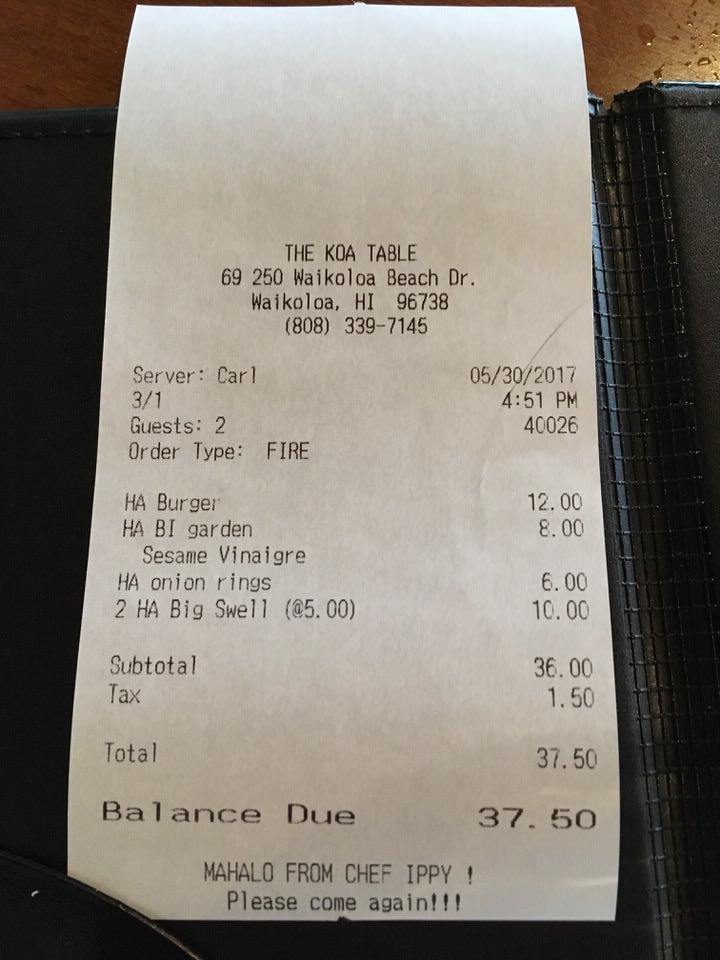 THE KOA TABLE
69 250 Waikoloa Beach Dr.
Waikoloa, HI 96738
(808) 339-7145
Server: Carl 05/30/2017
3/1 4:51 PM
Guests: 2 40026
Order Type: FIRE
HA Burger 12.00
HA BI garden 8.00
Sesame Vinaigre
HA onion rings 6.00
2 HA Big Swell (@5.00) 10.00
Subtotal 36.00
Tax 1.50
Total 37.50
Balance Due 37.50
MAHALO FROM CHEF IPPY !
Please come again!!!